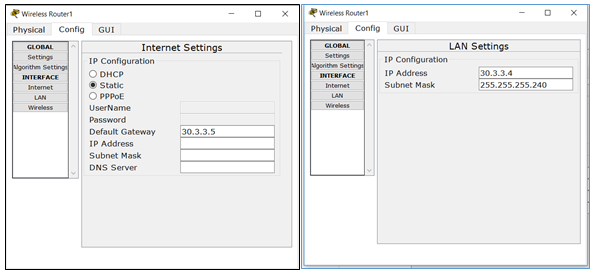 Wireless Router1
Physical Config GUI
GLOBAL
Settings
Algorithm Settings
INTERFACE
Internet
LAN
Wireless
Internet Settings
IP Configuration
DHCP
Static
PPPoE
UserName
Password
Default Gateway 30.3.3.5
IP Address
Subnet Mask
DNS Server
Wireless Router1
Physical Config GUI
GLOBAL
Settings
Algorithm Settings
INTERFACE
Internet
LAN
Wireless
LAN Settings
IP Configuration
IP Address 30.3.3.4
Subnet Mask 255.255.255.240